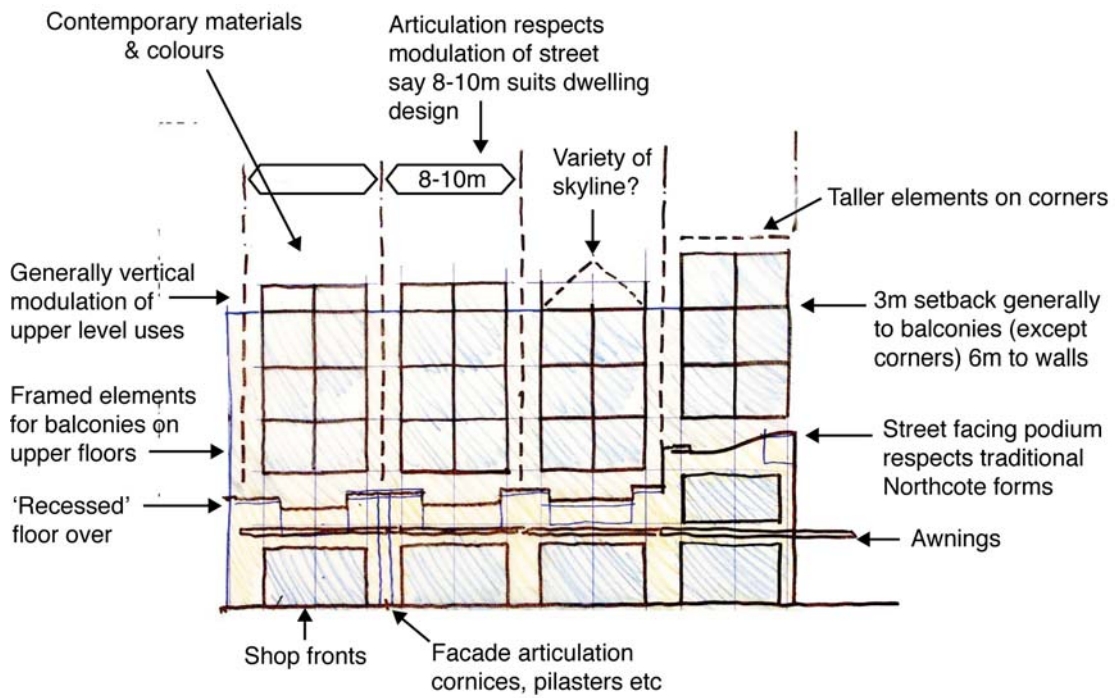 Contemporary materials
& colours
Articulation respects
modulation of street
say 8-10m suits dwelling
design
8-10m
Variety of
skyline?
Taller elements on corners
Generally vertical
modulation of
upper level uses
3m setback generally
to balconies (except
corners) 6m to walls
Framed elements
for balconies on
upper floors
Street facing podium
respects traditional
Northcote forms
‘Recessed’
floor over
Awnings
Shop fronts
Facade articulation
cornices, pilasters etc